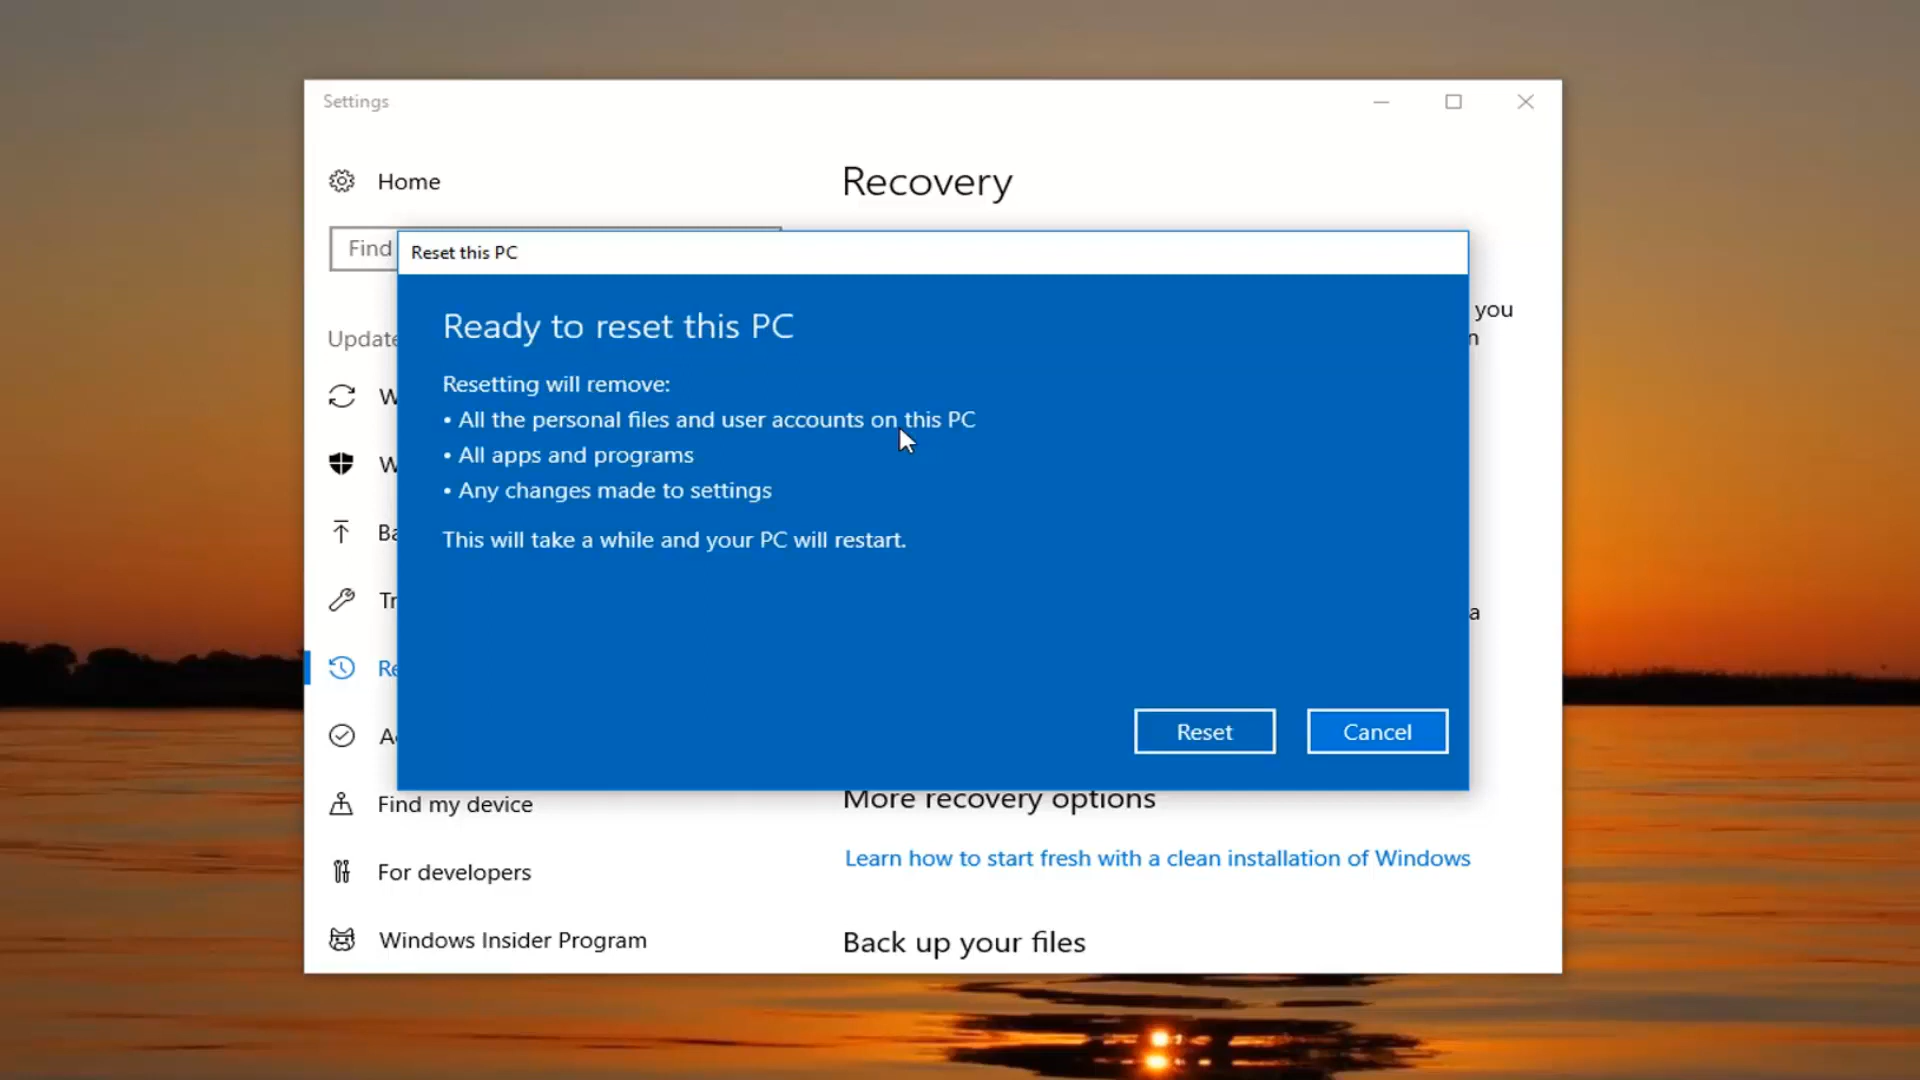 Settings
Home
Recovery
Find
Reset this PC
Ready to reset this PC
Resetting will remove:
• All the personal files and user accounts on this PC
• All apps and programs
• Any changes made to settings
This will take a while and your PC will restart.
Reset
Cancel
you
Update
More recovery options
Find my device
Learn how to start fresh with a clean installation of Windows
For developers
Windows Insider Program
Back up your files